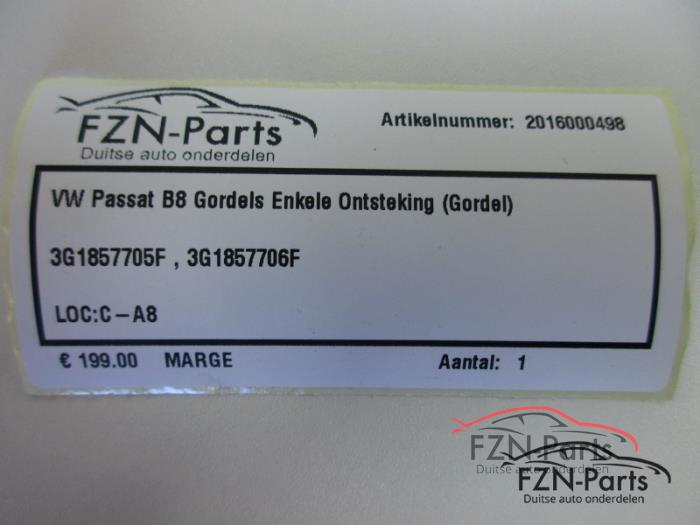 FZN-Parts
Duitse auto onderdelen
Artikelnummer: 2016000498
VW Passat B8 Gordels Enkele Ontsteking (Gordel)
3G1857705F , 3G1857706F
LOC:C-A8
€ 199.00 MARGE Aantal: 1
FZN-Parts
Duitse auto onderdelen
FZN-Parts
Duitse auto onderdelen